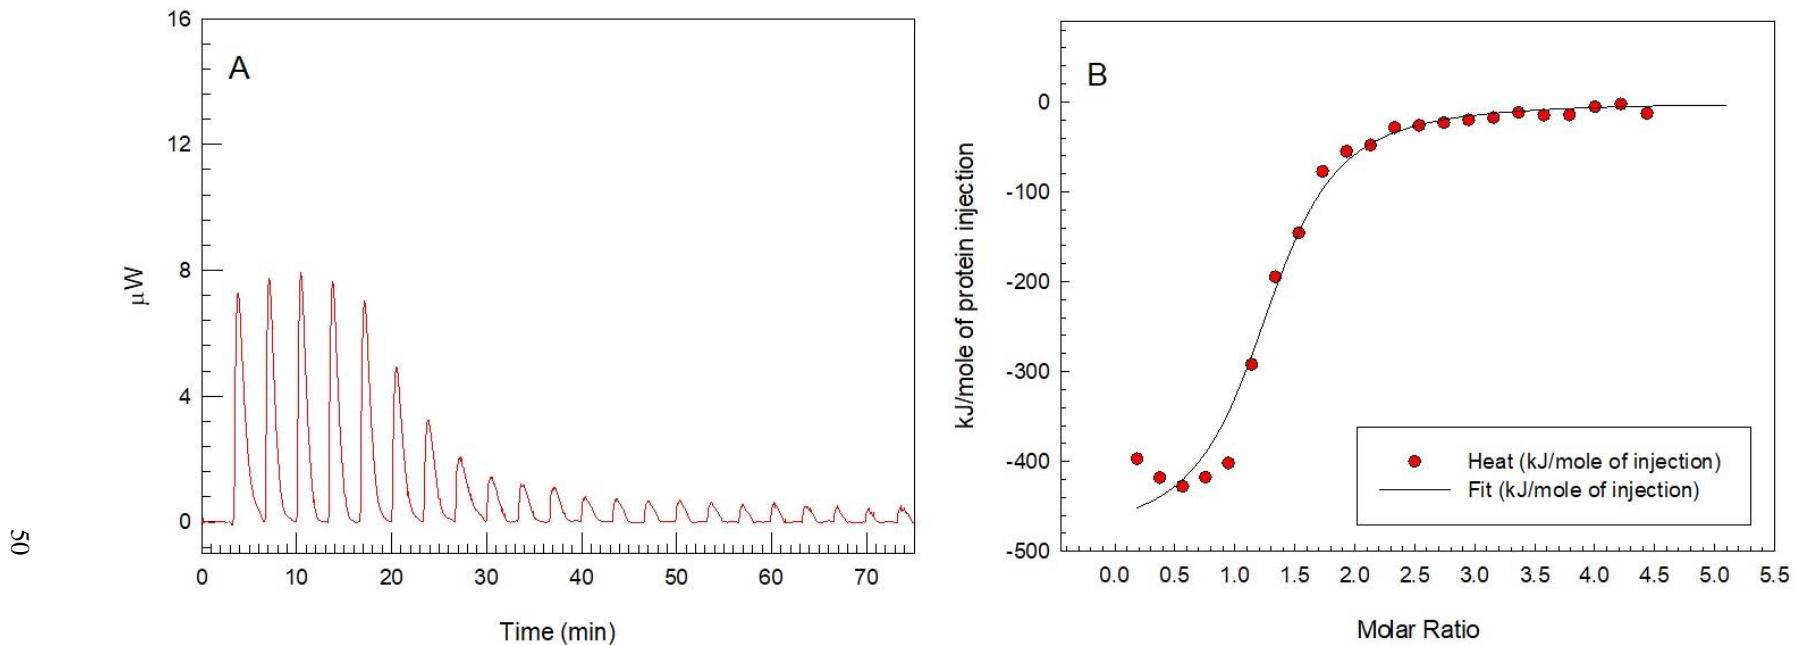 A
16
12
8
4
0
μW
0 10 20 30 40 50 60 70
Time (min)
B
0
-100
-200
-300
-400
-500
kJ/mole of protein injection
Heat (kJ/mole of injection)
Fit (kJ/mole of injection)
0.0 0.5 1.0 1.5 2.0 2.5 3.0 3.5 4.0 4.5 5.0 5.5
Molar Ratio
50